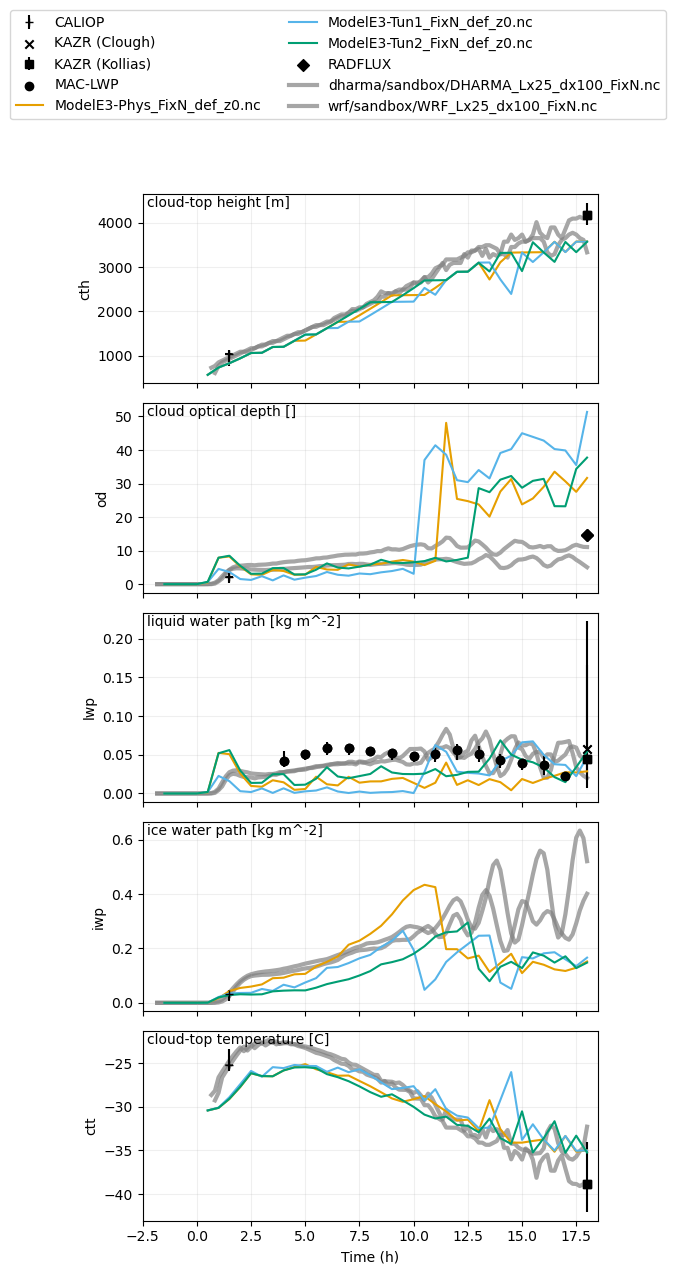 CALIOP
KAZR (Clough)
KAZR (Kollias)
MAC-LWP
ModelE3-Phys_FixN_def_z0.nc
ModelE3-Tun1_FixN_def_z0.nc
ModelE3-Tun2_FixN_def_z0.nc
RADFLUX
dharma/sandbox/DHARMA_Lx25_dx100_FixN.nc
wrf/sandbox/WRF_Lx25_dx100_FixN.nc
cloud-top height [m]
cth
4000
3000
2000
1000
cloud optical depth []
od
50
40
30
20
10
0
liquid water path [kg m^-2]
lwp
0.20
0.15
0.10
0.05
0.00
ice water path [kg m^-2]
iwp
0.6
0.4
0.2
0.0
cloud-top temperature [C]
ctt
−25
−30
−35
−40
−2.5 0.0 2.5 5.0 7.5 10.0 12.5 15.0 17.5
Time (h)